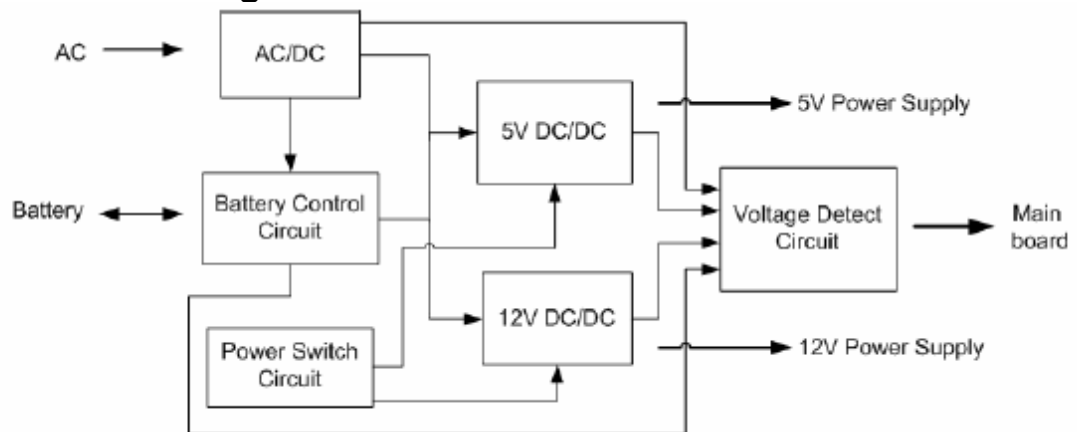 AC
AC/DC
5V DC/DC
5V Power Supply
Battery
Battery Control
Circuit
Voltage Detect
Circuit
Main
board
12V DC/DC
Power Switch
Circuit
12V Power Supply